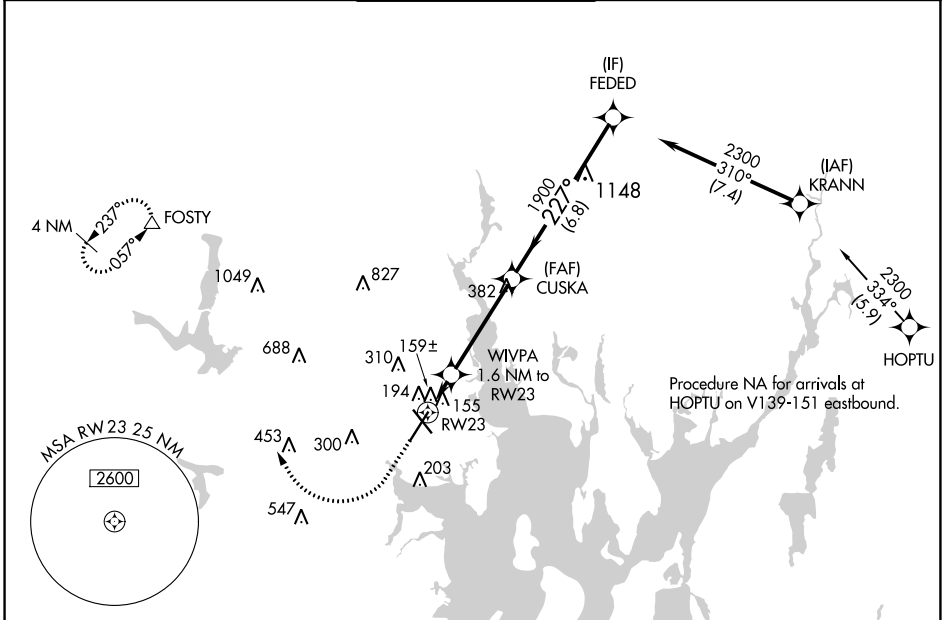 (IF)
FEDED
2300
310°
(7.4)
(IAF)
KRANN
1148
1900
227°
(6.8)
4 NM
237°
057°
FOSTY
2300
334°
(5.9)
HOPTU
1049
827
382
(FAF)
CUSKA
688
310
159±
WIVPA
1.6 NM to
RW23
194
155
RW23
Procedure NA for arrivals at
HOPTU on V139-151 eastbound.
453
300
203
547
MSA RW23 25 NM
2600